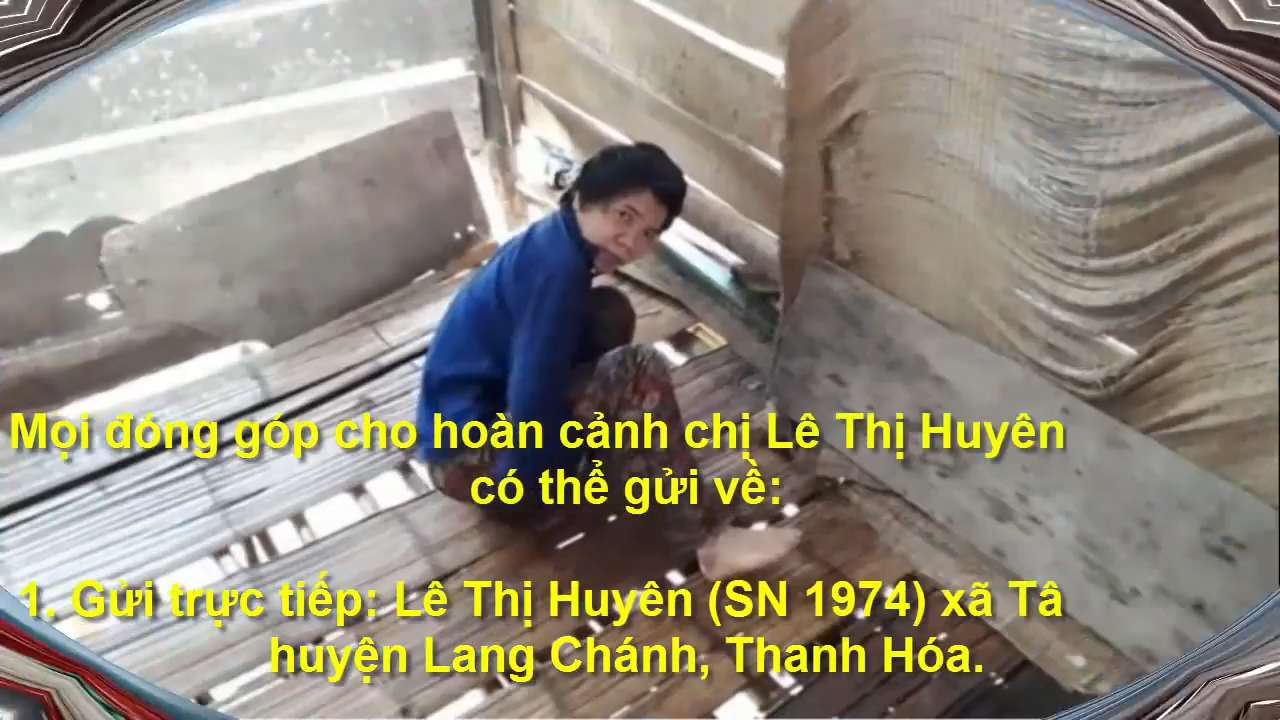 Mọi đóng góp cho hoàn cảnh chị Lê Thị Huyên
có thể gửi về:
1. Gửi trực tiếp: Lê Thị Huyên (SN 1974) xã Tâ
huyện Lang Chánh, Thanh Hóa.